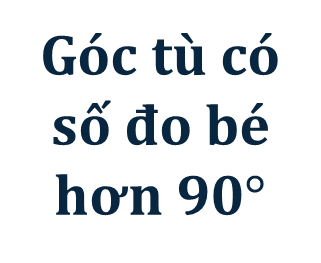 Góc tù có
số đo bé
hơn 90°